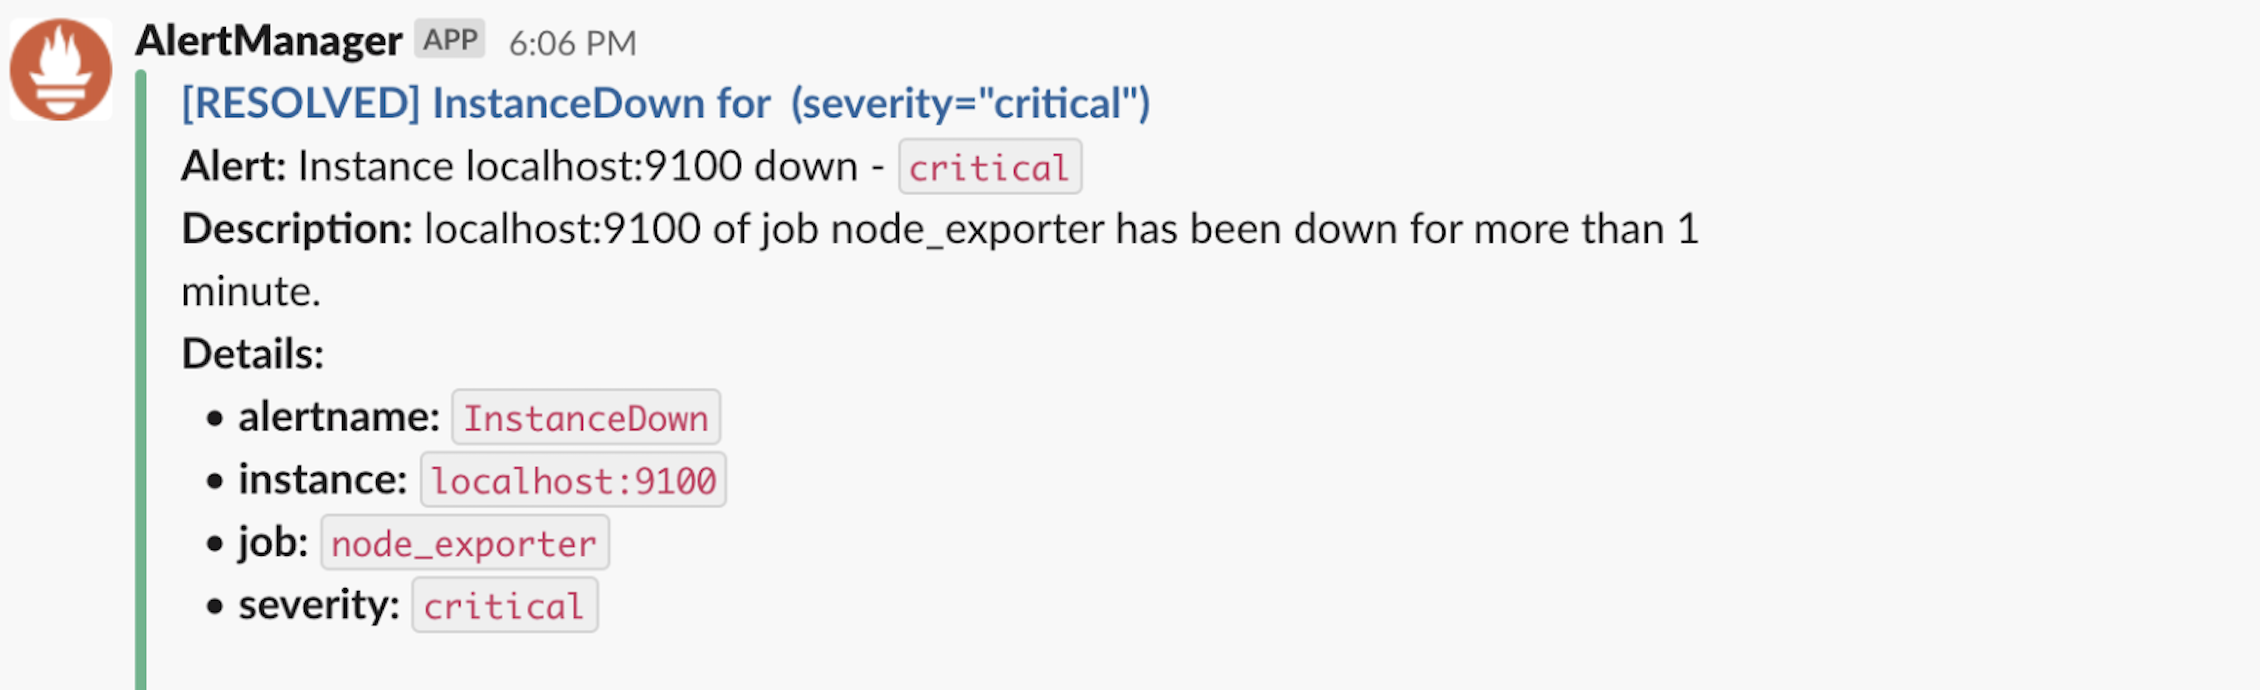 AlertManager APP 6:06 PM
[RESOLVED] InstanceDown for (severity="critical")
Alert: Instance localhost:9100 down - critical
Description: localhost:9100 of job node_exporter has been down for more than 1
minute.
Details:
• alertname: InstanceDown
• instance: localhost:9100
• job: node_exporter
• severity: critical